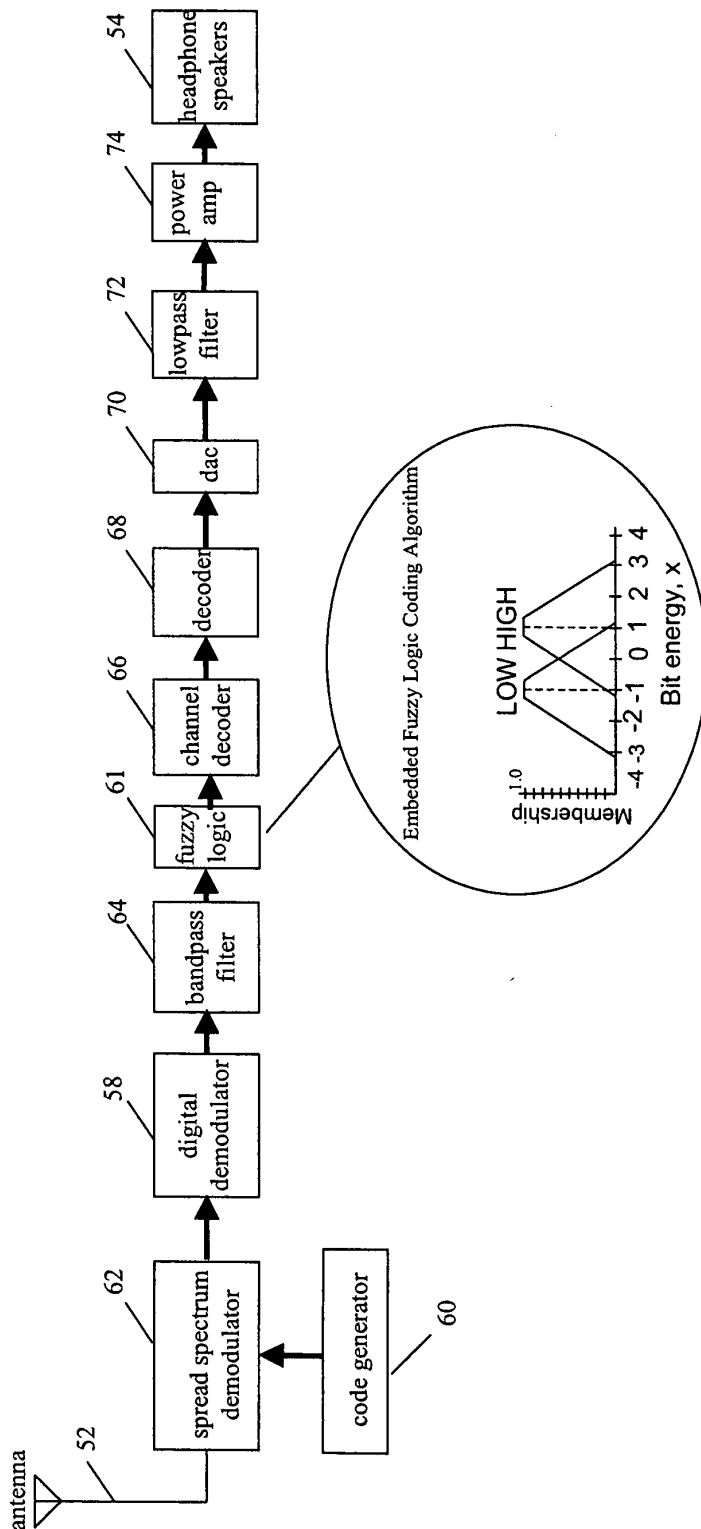 antenna
52
62
spread spectrum
demodulator
code generator
60
58
digital
demodulator
64
bandpass
filter
61
fuzzy
logic
66
channel
decoder
68
decoder
70
dac
72
lowpass
filter
74
power
amp
54
headphone
speakers
Embedded Fuzzy Logic Coding Algorithm
LOW HIGH
1.0
Membership
-4 -3 -2 -1 0 1 2 3 4
Bit energy, x